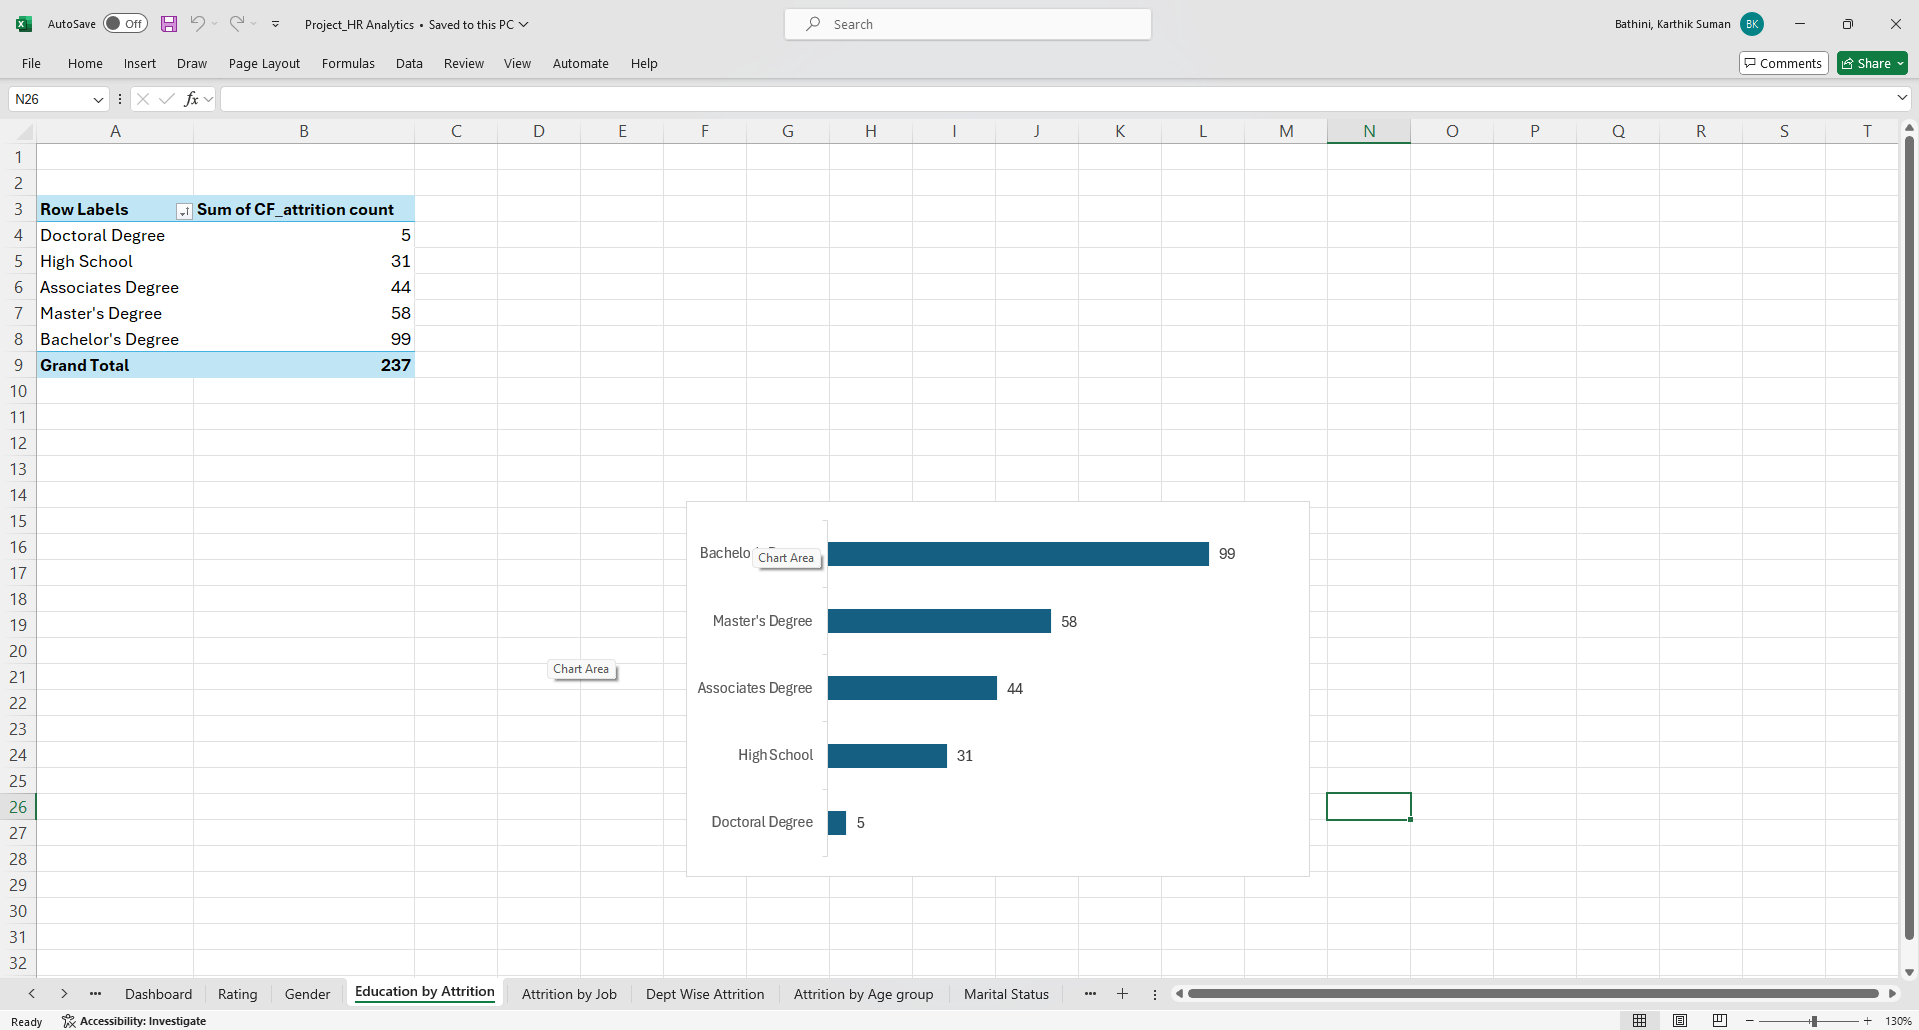 AutoSave Off Project_HR Analytics • Saved to this PC Search Bathini, Karthik Suman BK
File Home Insert Draw Page Layout Formulas Data Review View Automate Help Comments Share
N26 fx
A B C D E F G H I J K L M N O P Q R S T
1
2
3 Row Labels Sum of CF_attrition count
4 Doctoral Degree 5
5 High School 31
6 Associates Degree 44
7 Master's Degree 58
8 Bachelor's Degree 99
9 Grand Total 237
10
11
12
13
14
15
16 Bachelo Chart Area 99
17
18
19 Master's Degree 58
20
21 Chart Area
22 Associates Degree 44
23
24 High School 31
25
26
27 Doctoral Degree 5
28
29
30
31
32
Dashboard Rating Gender Education by Attrition Attrition by Job Dept Wise Attrition Attrition by Age group Marital Status
Ready Accessibility: Investigate 130%